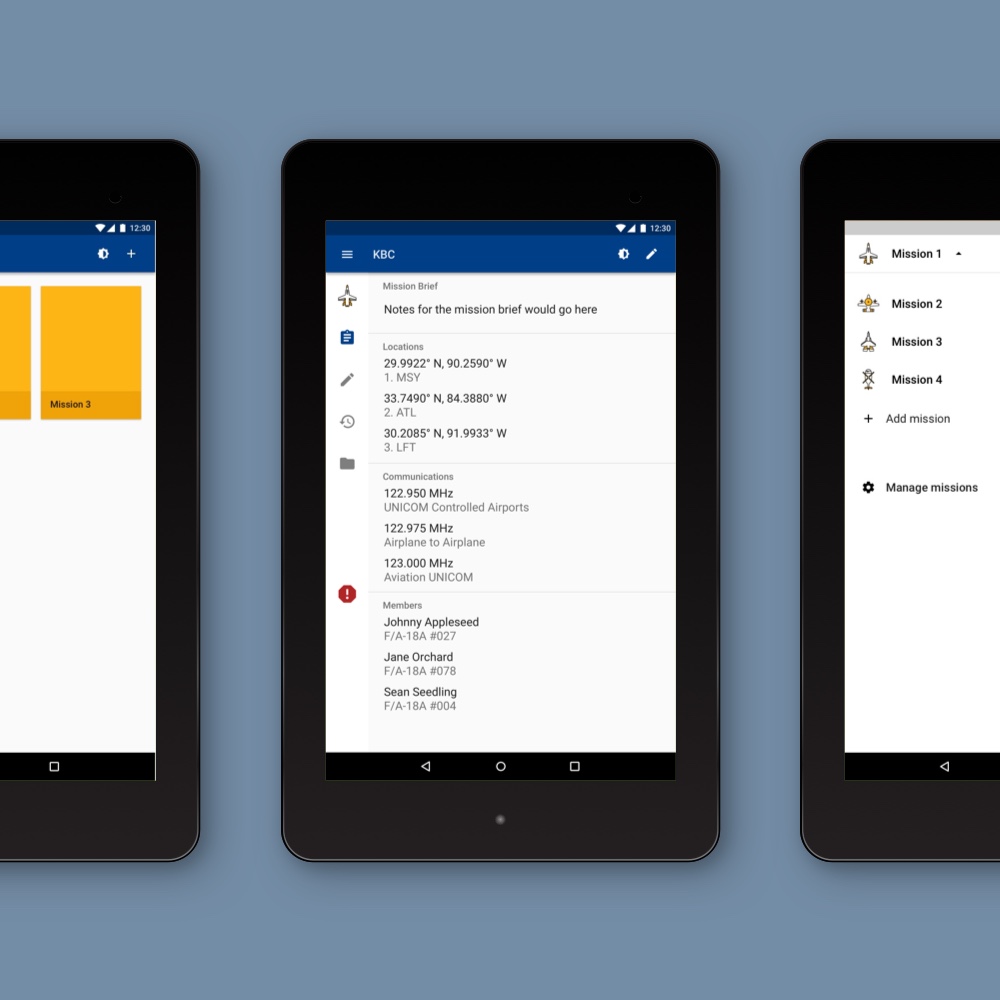 12:30
Mission 3
12:30
KBC
Mission Brief
Notes for the mission brief would go here
Locations
29.9922° N, 90.2590° W
1. MSY
33.7490° N, 84.3880° W
2. ATL
30.2085° N, 91.9933° W
3. LFT
Communications
122.950 MHz
UNICOM Controlled Airports
122.975 MHz
Airplane to Airplane
123.000 MHz
Aviation UNICOM
Members
Johnny Appleseed
F/A-18A #027
Jane Orchard
F/A-18A #078
Sean Seedling
F/A-18A #004
Mission 1
Mission 2
Mission 3
Mission 4
+ Add mission
Manage missions